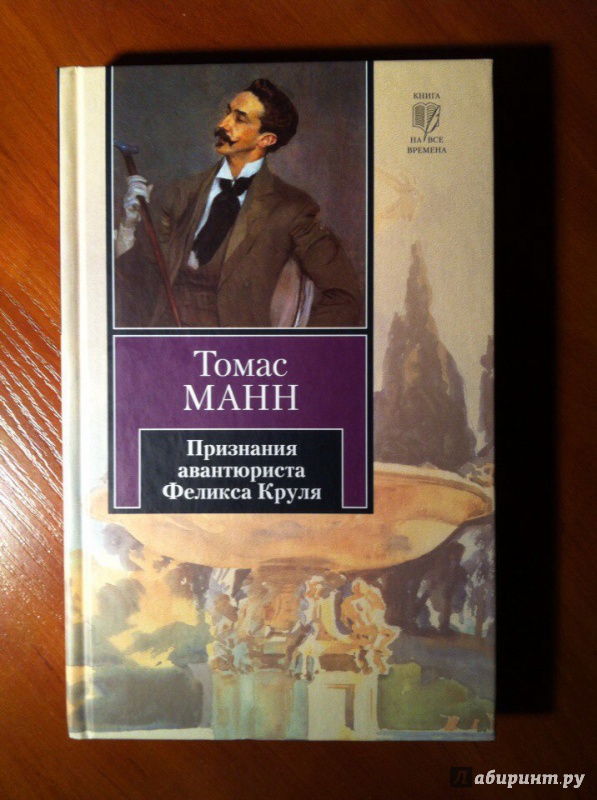 КНИГА
НА ВСЕ
ВРЕМЕНА
Томас
МАНН
Признания
авантюриста
Феликса Круля
Лабиринт.ру